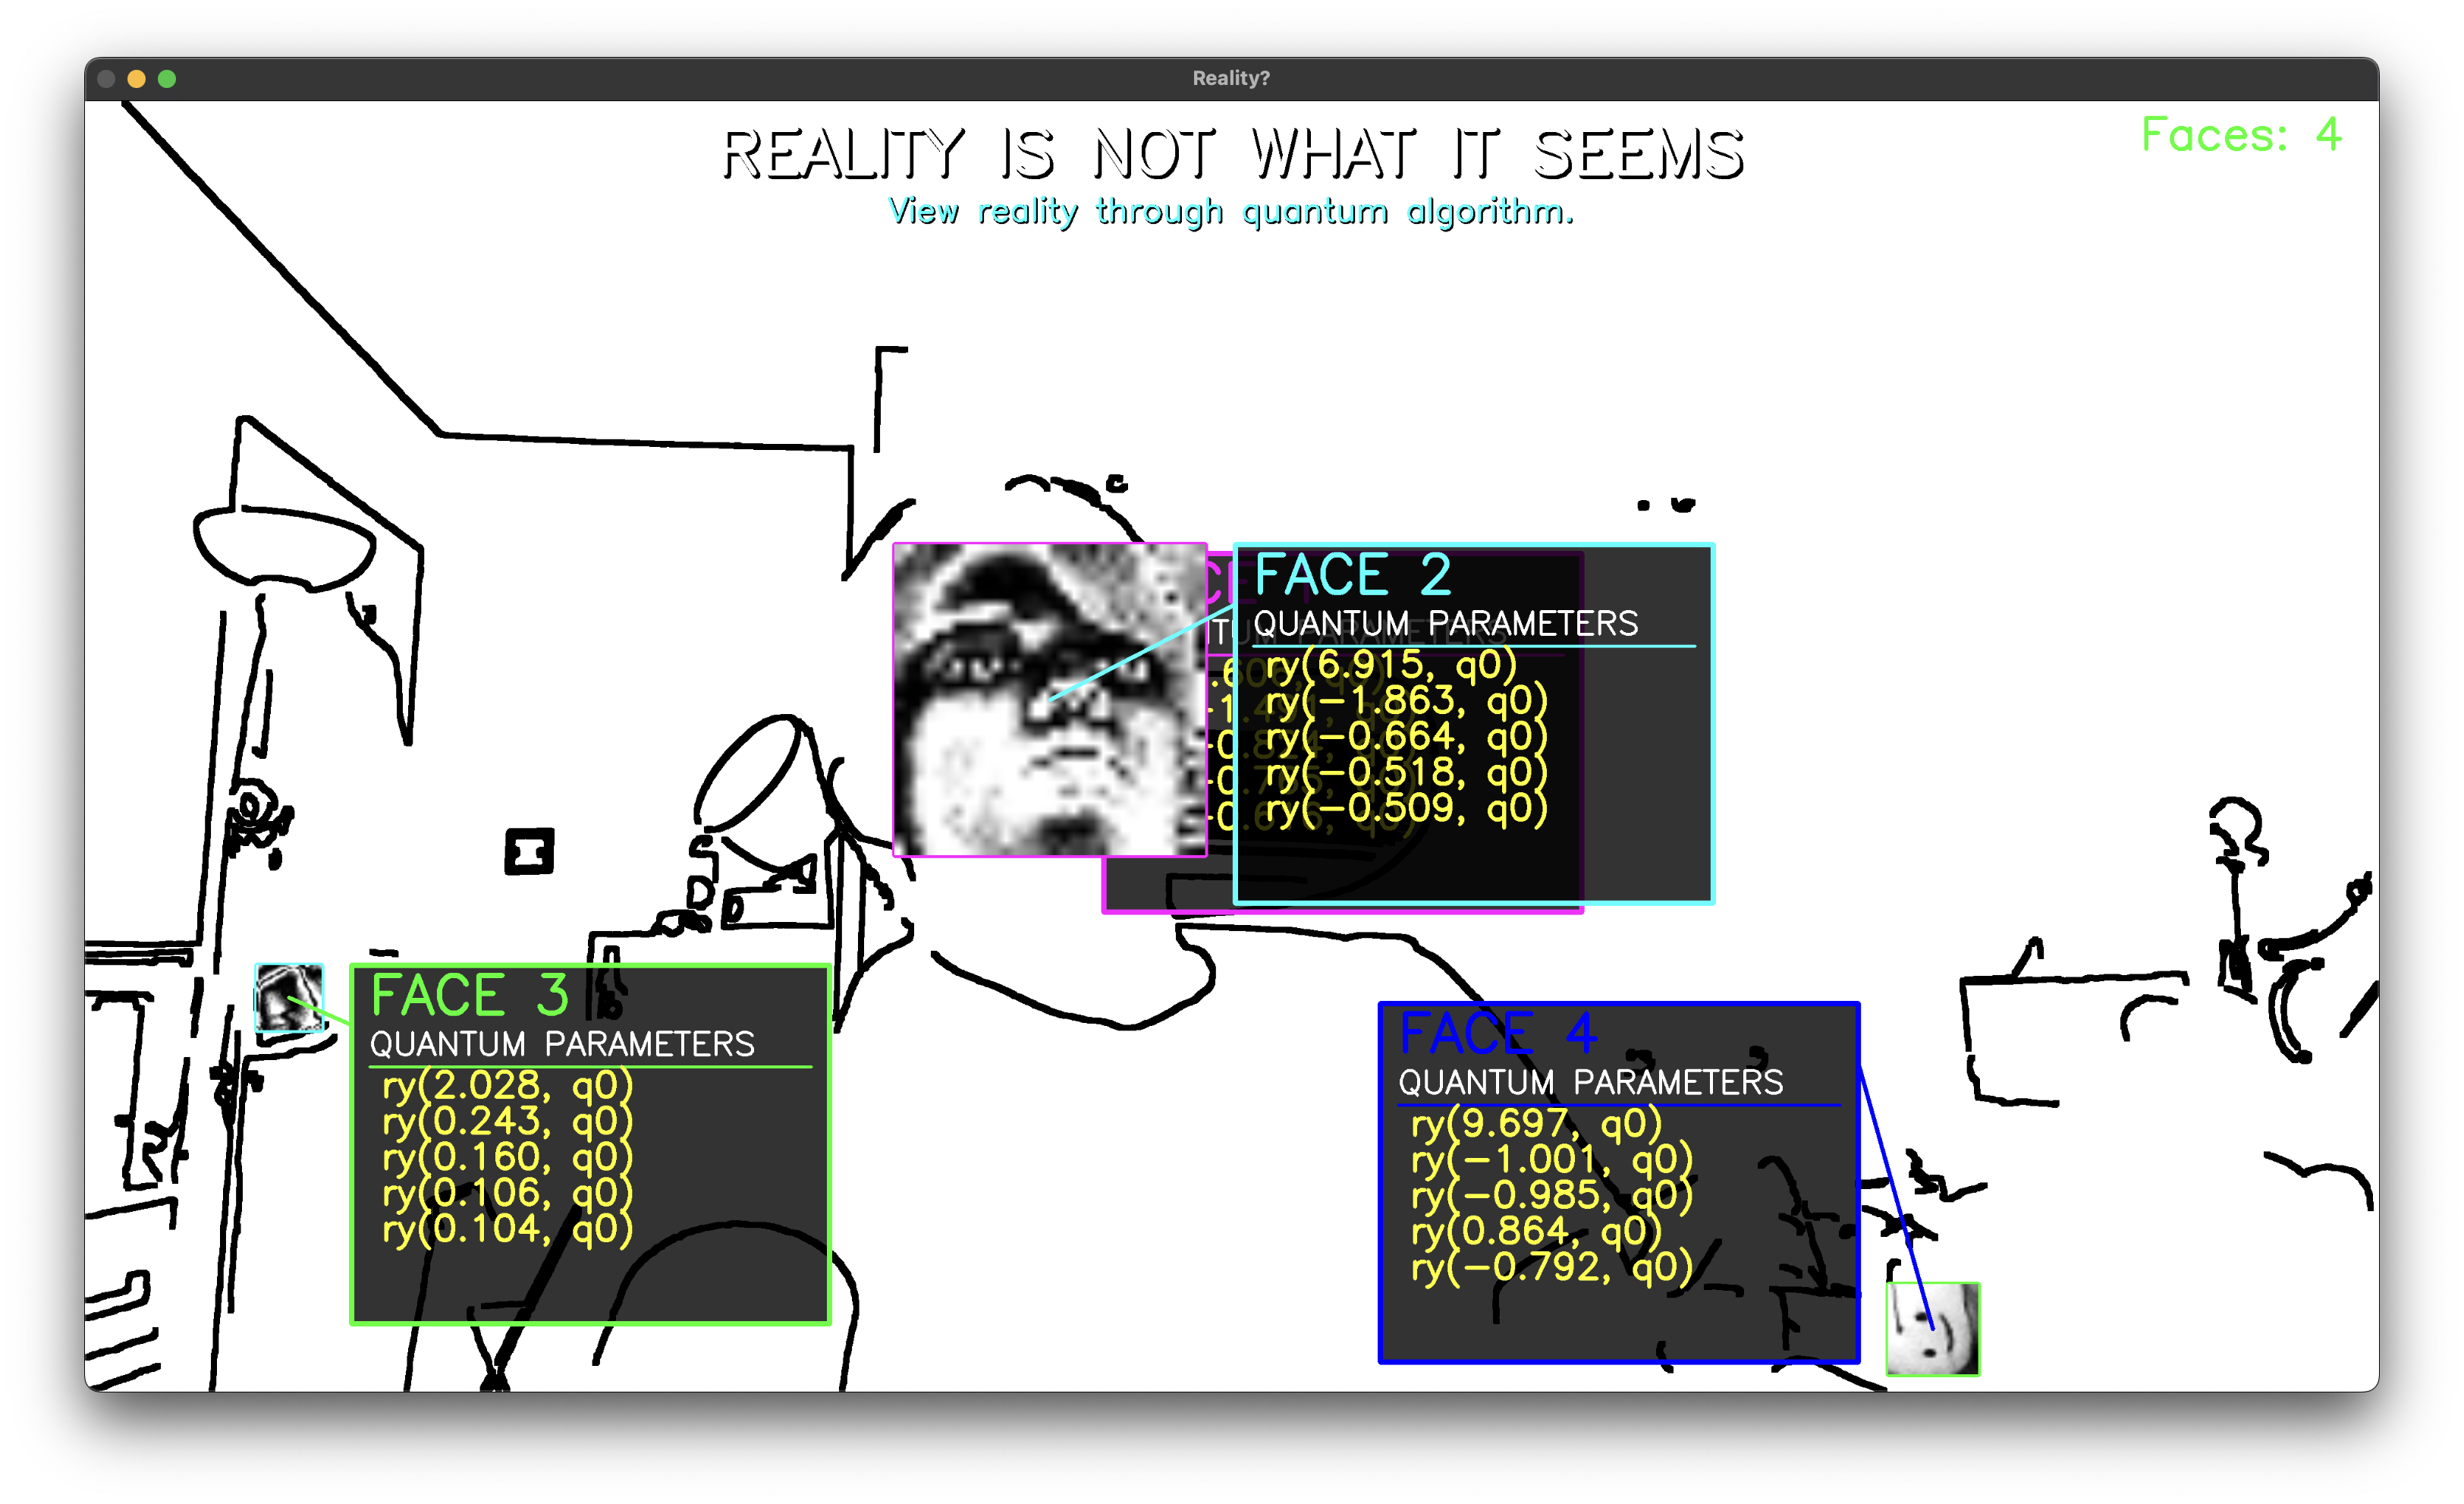 Reality?
REALITY IS NOT WHAT IT SEEMS
Faces: 4
View reality through quantum algorithm.
FACE 2
QUANTUM PARAMETERS
ry(6.915, q0)
ry(-1.863, q0)
ry(-0.664, q0)
ry(-0.518, q0)
ry(-0.509, q0)
FACE 3
QUANTUM PARAMETERS
ry(2.028, q0)
ry(0.243, q0)
ry(0.160, q0)
ry(0.106, q0)
ry(0.104, q0)
FACE 4
QUANTUM PARAMETERS
ry(9.697, q0)
ry(-1.001, q0)
ry(-0.985, q0)
ry(0.864, q0)
ry(-0.792, q0)